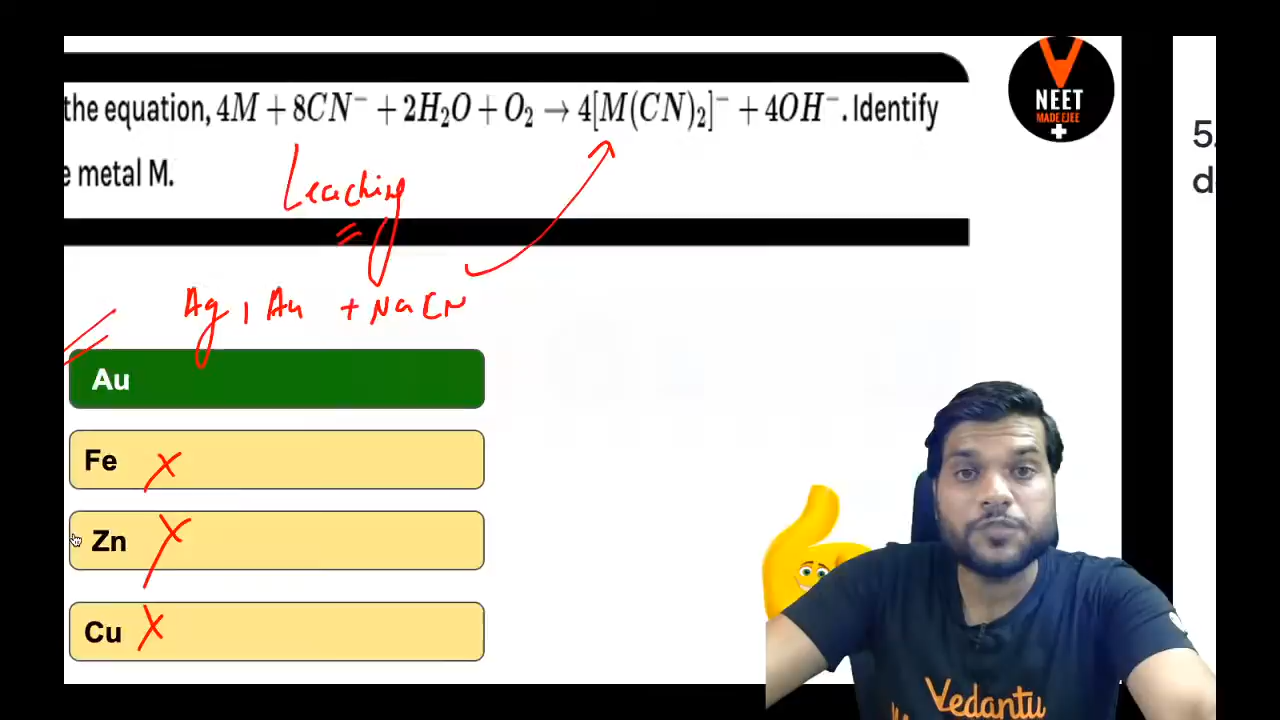 the equation, 4M + 8CN⁻ + 2H₂O + O₂ → 4[M(CN)₂]⁻ + 4OH⁻. Identify
e metal M.
Leaching
Ag, Au + NaCN
Au
Fe
Zn
Cu
NEET
MADE EJEE
5.
d
Vedantu